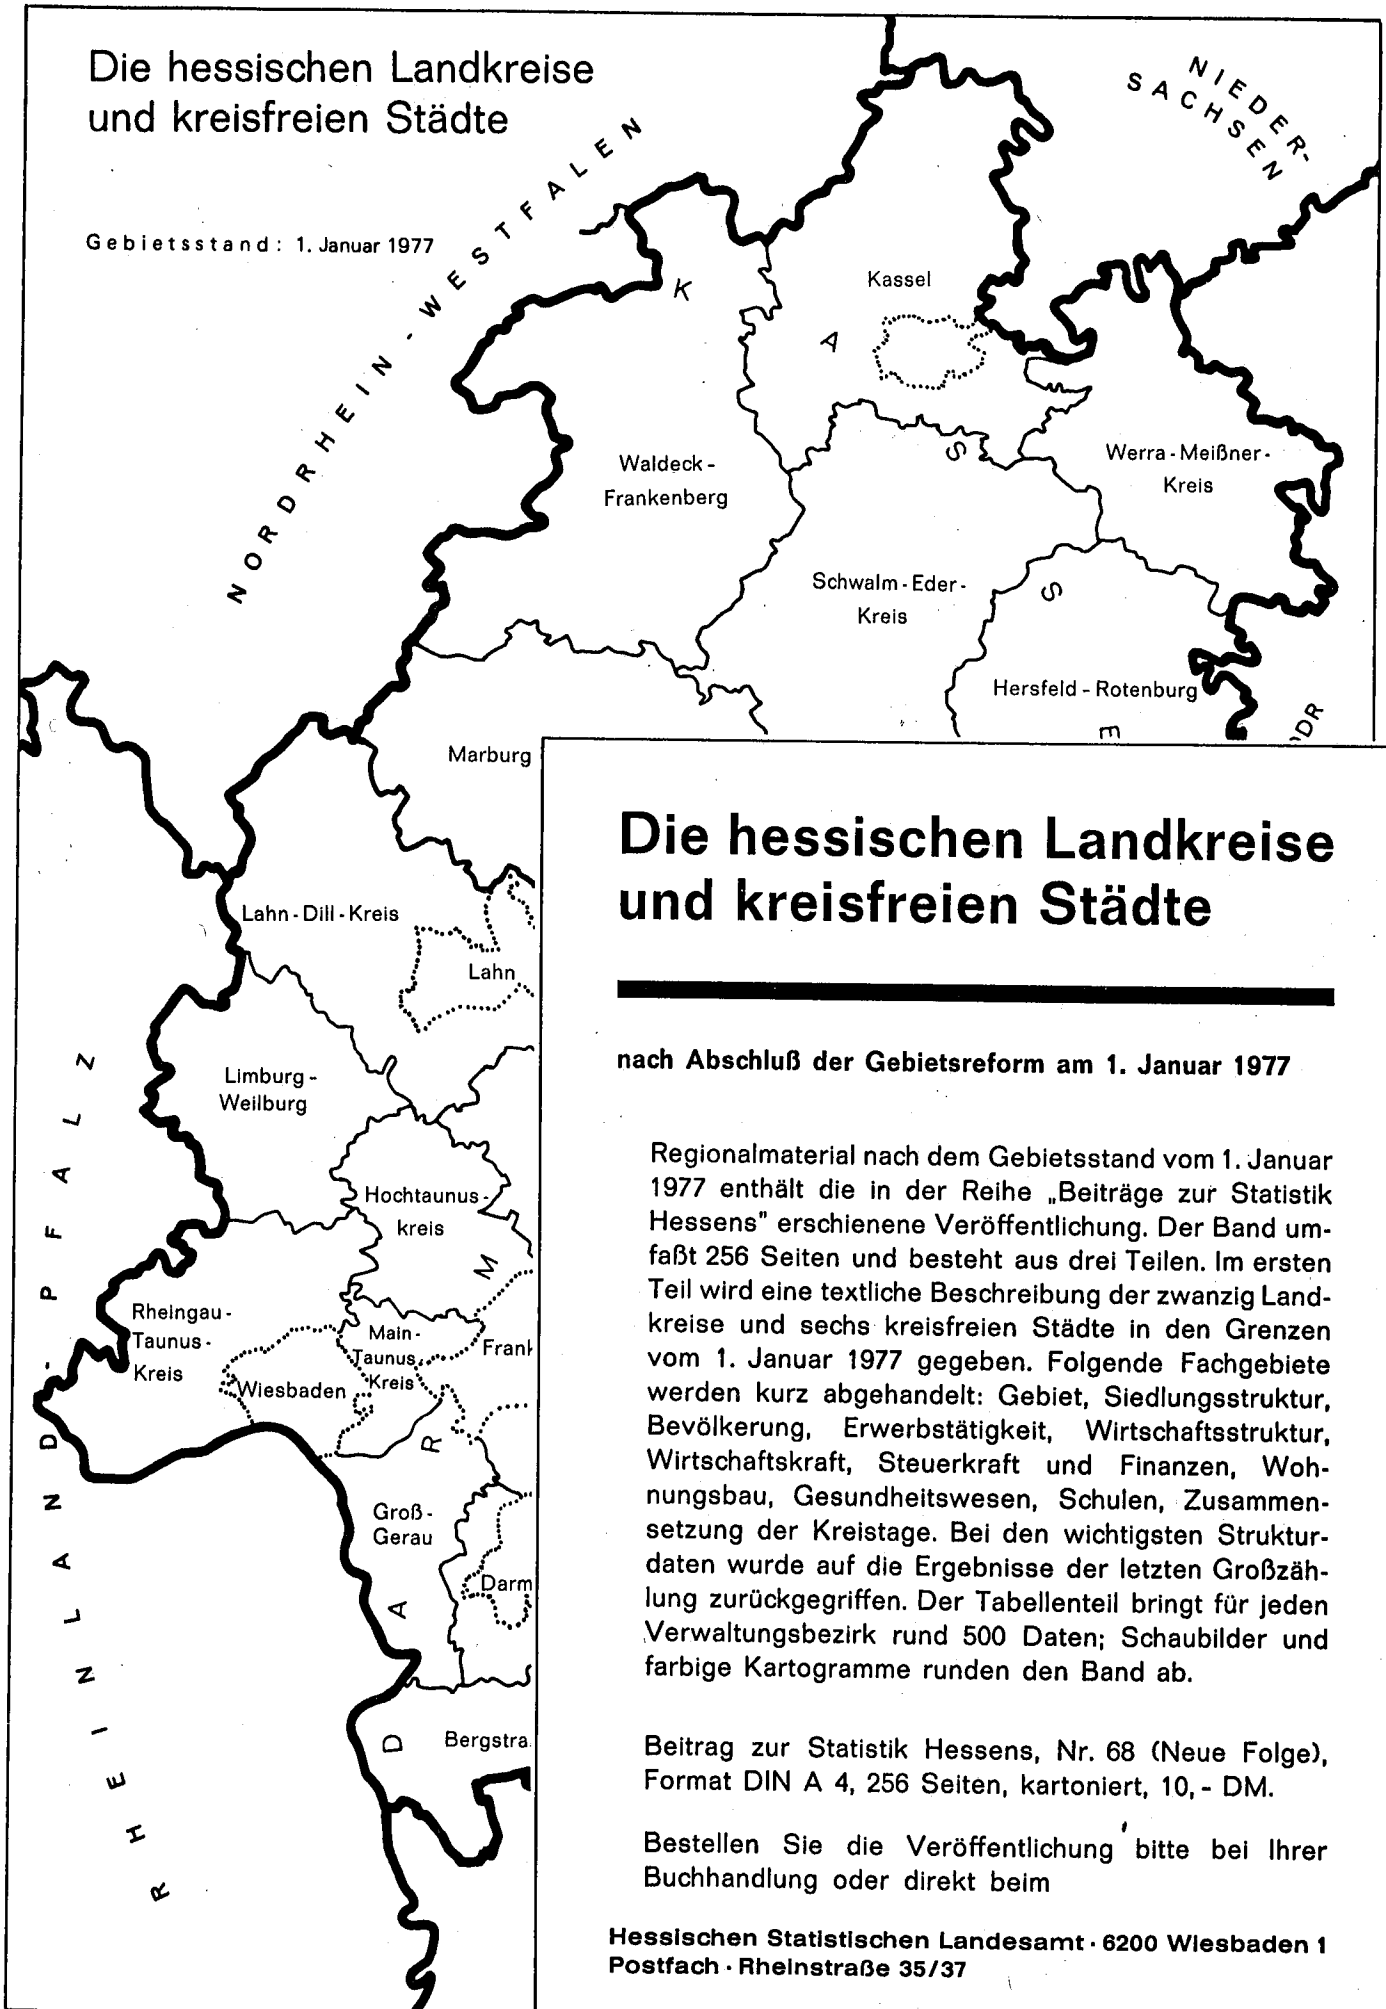 Die hessischen Landkreise
und kreisfreien Städte
Gebietsstand: 1. Januar 1977
NORDRHEIN-WESTFALEN
NIEDER-
SACHSEN
K
A
S
S
E
Kassel
Waldeck-
Frankenberg
Werra-Meißner-
Kreis
Schwalm-Eder-
Kreis
Hersfeld-Rotenburg
DDR
Marburg
Lahn-Dill-Kreis
Lahn
Limburg-
Weilburg
Hochtaunus-
kreis
M
Rheingau-
Taunus-
Kreis
Main-
Taunus
Kreis
Wiesbaden
Frank
R
Groß-
Gerau
Darm
A
D
Bergstra
RHEINLAND-PFALZ
Die hessischen Landkreise
und kreisfreien Städte
nach Abschluß der Gebietsreform am 1. Januar 1977
Regionalmaterial nach dem Gebietsstand vom 1. Januar
1977 enthält die in der Reihe „Beiträge zur Statistik
Hessens" erschienene Veröffentlichung. Der Band um-
faßt 256 Seiten und besteht aus drei Teilen. Im ersten
Teil wird eine textliche Beschreibung der zwanzig Land-
kreise und sechs kreisfreien Städte in den Grenzen
vom 1. Januar 1977 gegeben. Folgende Fachgebiete
werden kurz abgehandelt: Gebiet, Siedlungsstruktur,
Bevölkerung, Erwerbstätigkeit, Wirtschaftsstruktur,
Wirtschaftskraft, Steuerkraft und Finanzen, Woh-
nungsbau, Gesundheitswesen, Schulen, Zusammen-
setzung der Kreistage. Bei den wichtigsten Struktur-
daten wurde auf die Ergebnisse der letzten Großzäh-
lung zurückgegriffen. Der Tabellenteil bringt für jeden
Verwaltungsbezirk rund 500 Daten; Schaubilder und
farbige Kartogramme runden den Band ab.
Beitrag zur Statistik Hessens, Nr. 68 (Neue Folge),
Format DIN A 4, 256 Seiten, kartoniert, 10,- DM.
Bestellen Sie die Veröffentlichung bitte bei Ihrer
Buchhandlung oder direkt beim
Hessischen Statistischen Landesamt · 6200 Wiesbaden 1
Postfach · Rheinstraße 35/37